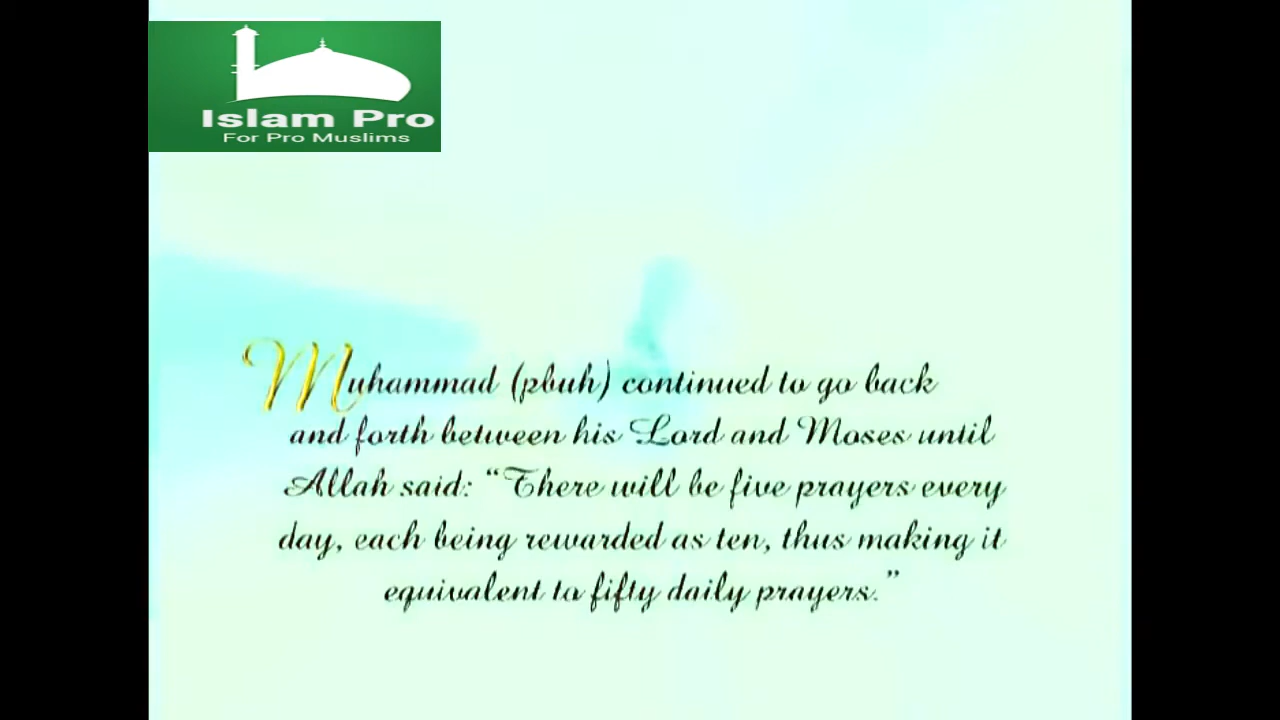 Islam Pro
For Pro Muslims
Muhammad (pbuh) continued to go back
and forth between his Lord and Moses until
Allah said: “There will be five prayers every
day, each being rewarded as ten, thus making it
equivalent to fifty daily prayers.”